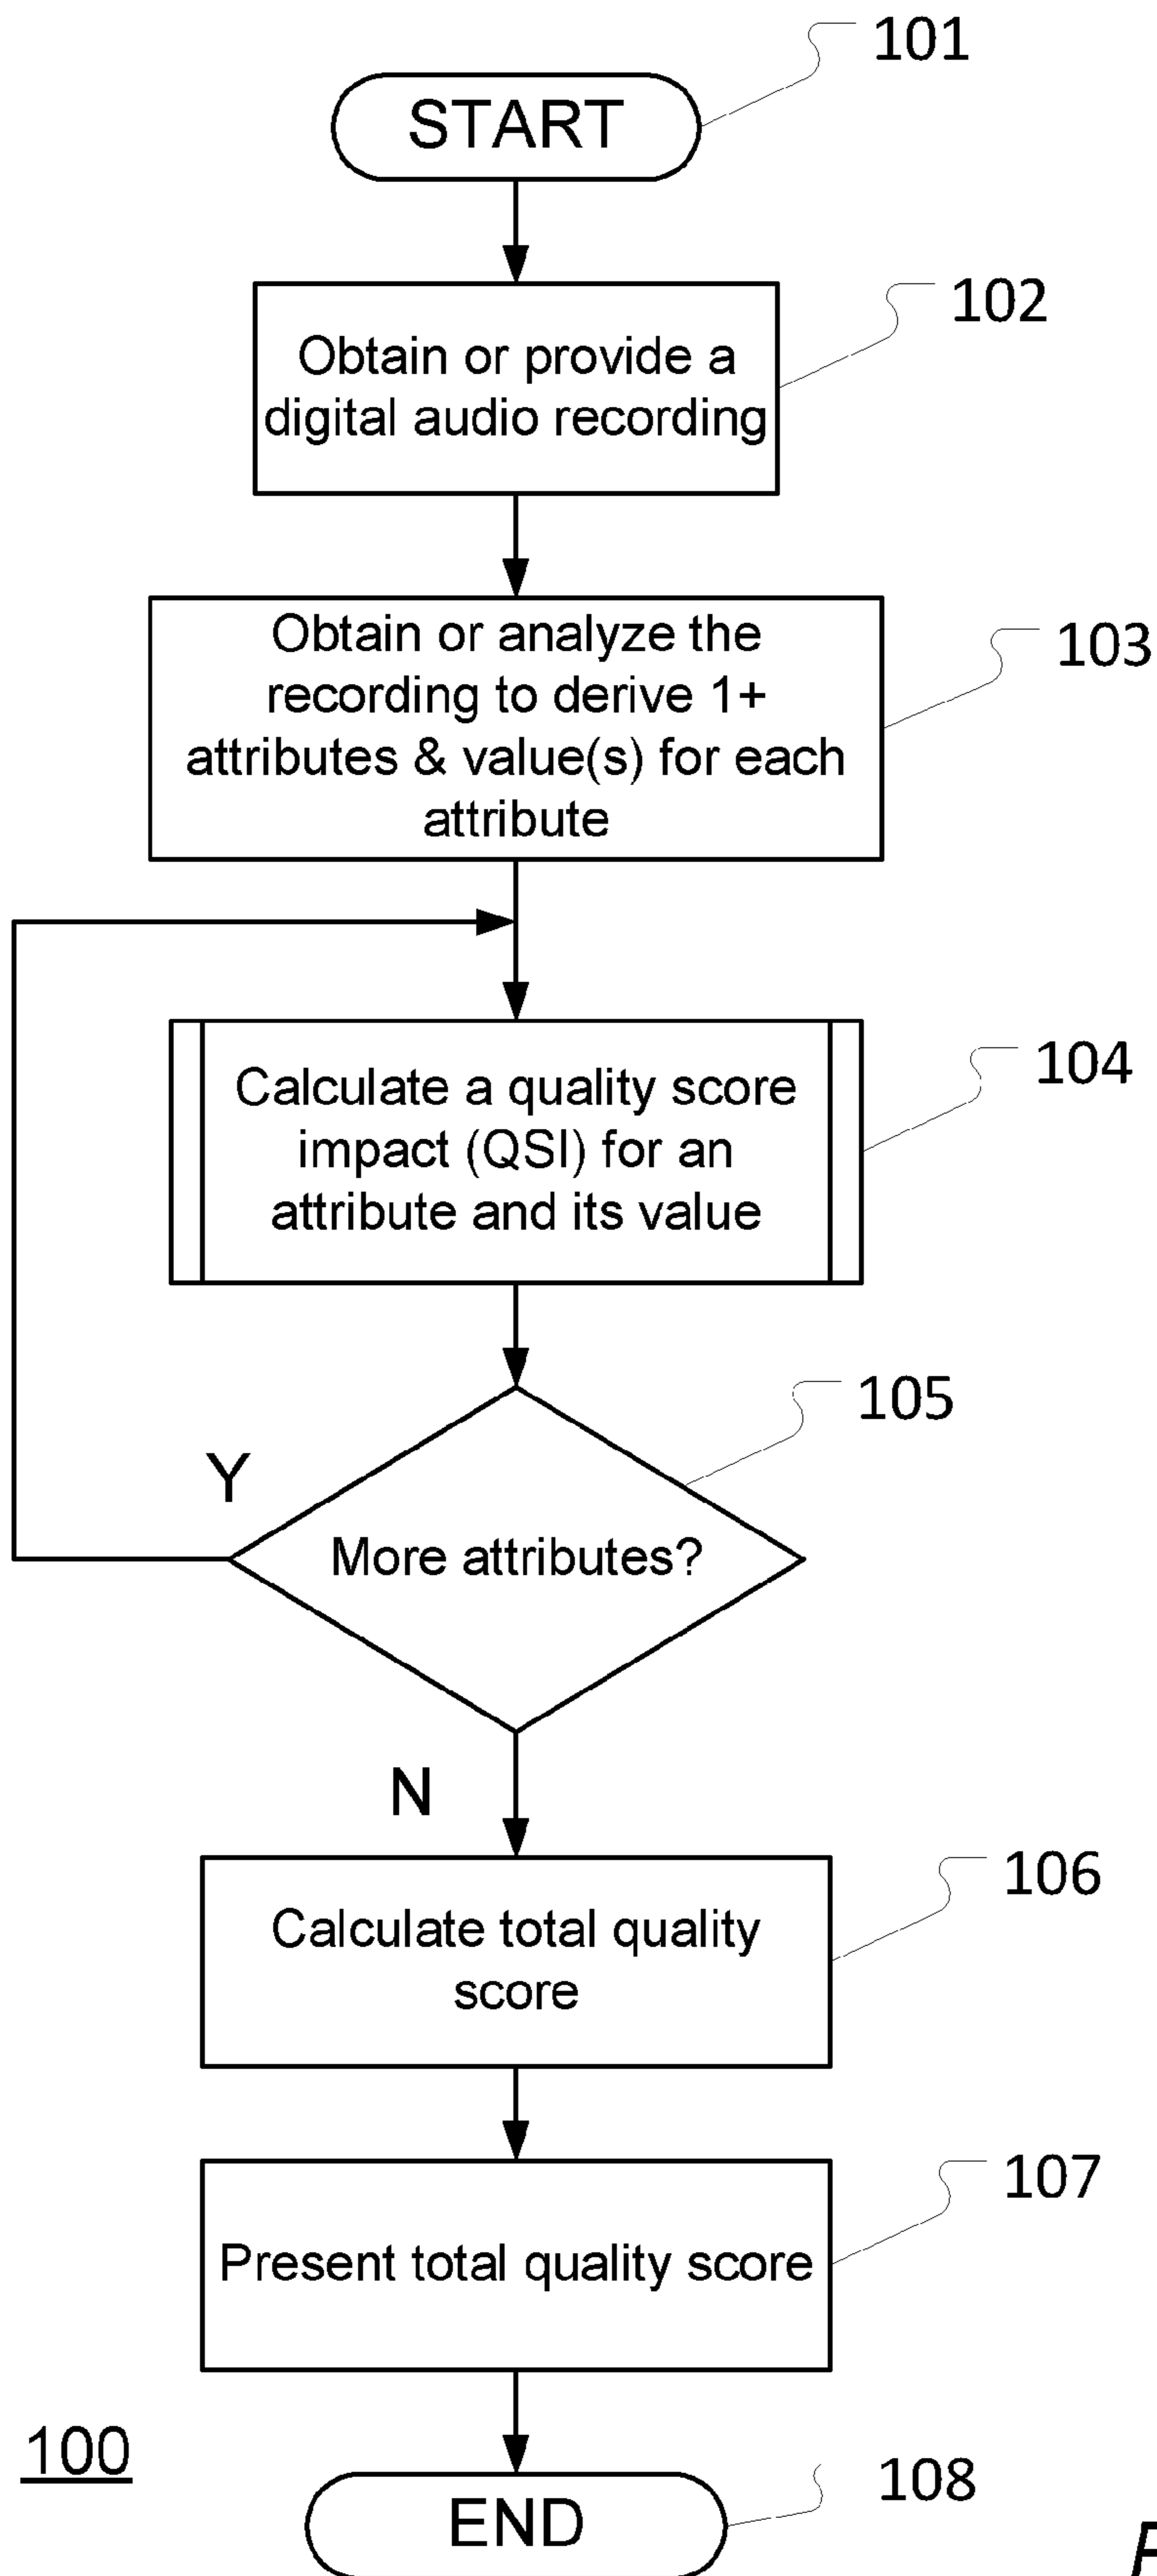 101
START
102
Obtain or provide a
digital audio recording
103
Obtain or analyze the
recording to derive 1+
attributes & value(s) for each
attribute
104
Calculate a quality score
impact (QSI) for an
attribute and its value
105
Y
More attributes?
N
106
Calculate total quality
score
107
Present total quality score
100
108
END